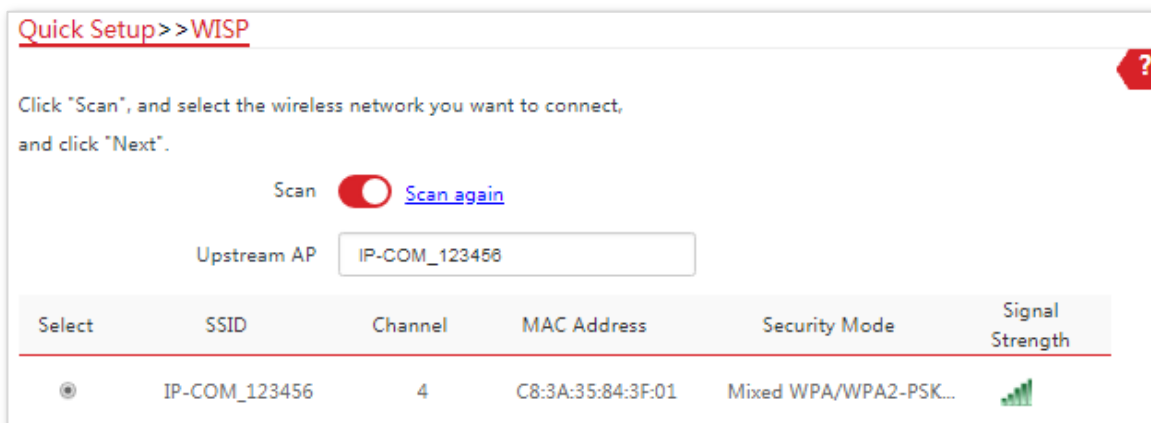 Quick Setup>>WISP
?
Click "Scan", and select the wireless network you want to connect,
and click "Next".
Scan Scan again
Upstream AP IP-COM_123456
Select SSID Channel MAC Address Security Mode Signal Strength
IP-COM_123456 4 C8:3A:35:84:3F:01 Mixed WPA/WPA2-PSK...